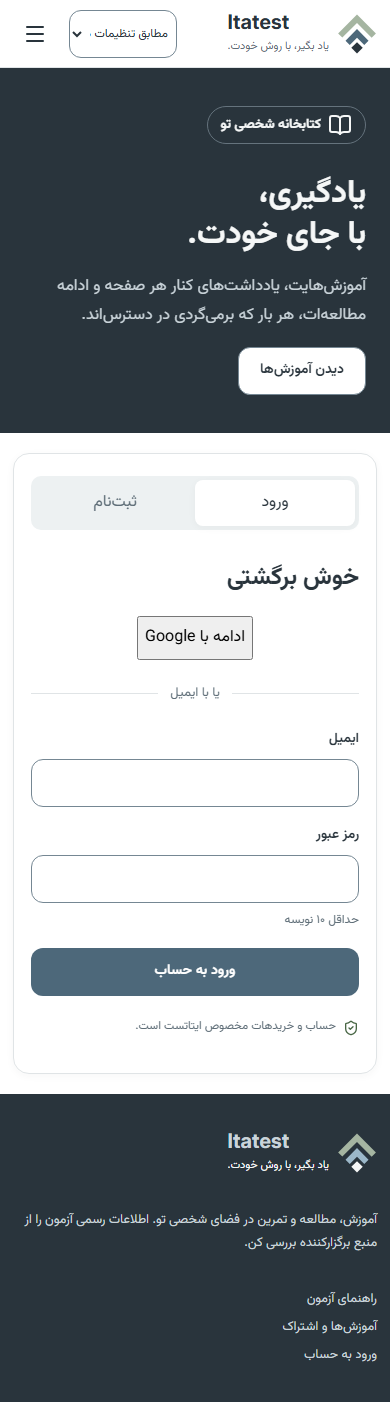 Itatest
یاد بگیر، با روش خودت.
مطابق تنظیمات
کتابخانه شخصی تو
یادگیری،
با جای خودت.
آموزش‌هایت، یادداشت‌های کنار هر صفحه و ادامه
مطالعه‌ات، هر بار که برمی‌گردی در دسترس‌اند.
دیدن آموزش‌ها
ورود
ثبت‌نام
خوش برگشتی
ادامه با Google
یا با ایمیل
ایمیل
رمز عبور
حداقل ۱۰ نویسه
ورود به حساب
حساب و خریدهات مخصوص ایتاتست است.
Itatest
یاد بگیر، با روش خودت.
آموزش، مطالعه و تمرین در فضای شخصی تو. اطلاعات رسمی آزمون را از
منبع برگزارکننده بررسی کن.
راهنمای آزمون
آموزش‌ها و اشتراک
ورود به حساب